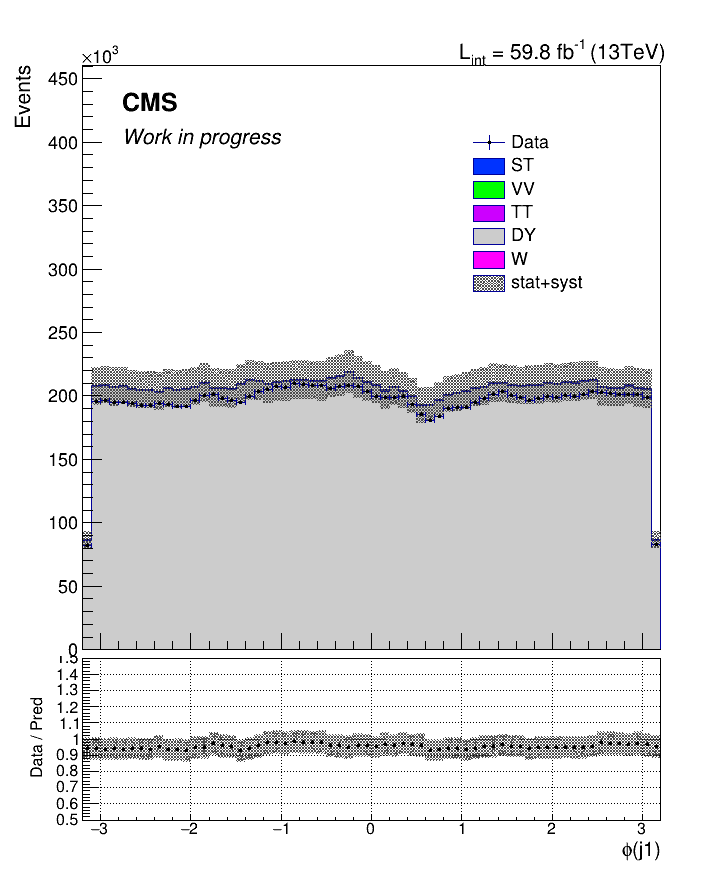 ×10³
L_int = 59.8 fb⁻¹ (13TeV)
Events
450
400
350
300
250
200
150
100
50
0
CMS
Work in progress
Data
ST
VV
TT
DY
W
stat+syst
Data / Pred
1.5
1.4
1.3
1.2
1.1
1
0.9
0.8
0.7
0.6
0.5
−3 −2 −1 0 1 2 3
ϕ(j1)